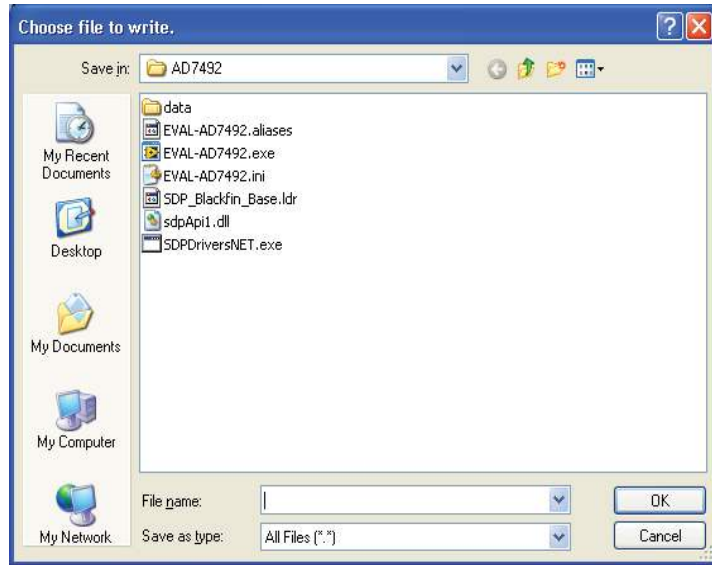 Choose file to write.
Save in:
AD7492
My Recent
Documents
Desktop
My Documents
My Computer
My Network
data
EVAL-AD7492.aliases
EVAL-AD7492.exe
EVAL-AD7492.ini
SDP_Blackfin_Base.ldr
sdpApi1.dll
SDPDriversNET.exe
File name:
OK
Save as type:
All Files (*.*)
Cancel